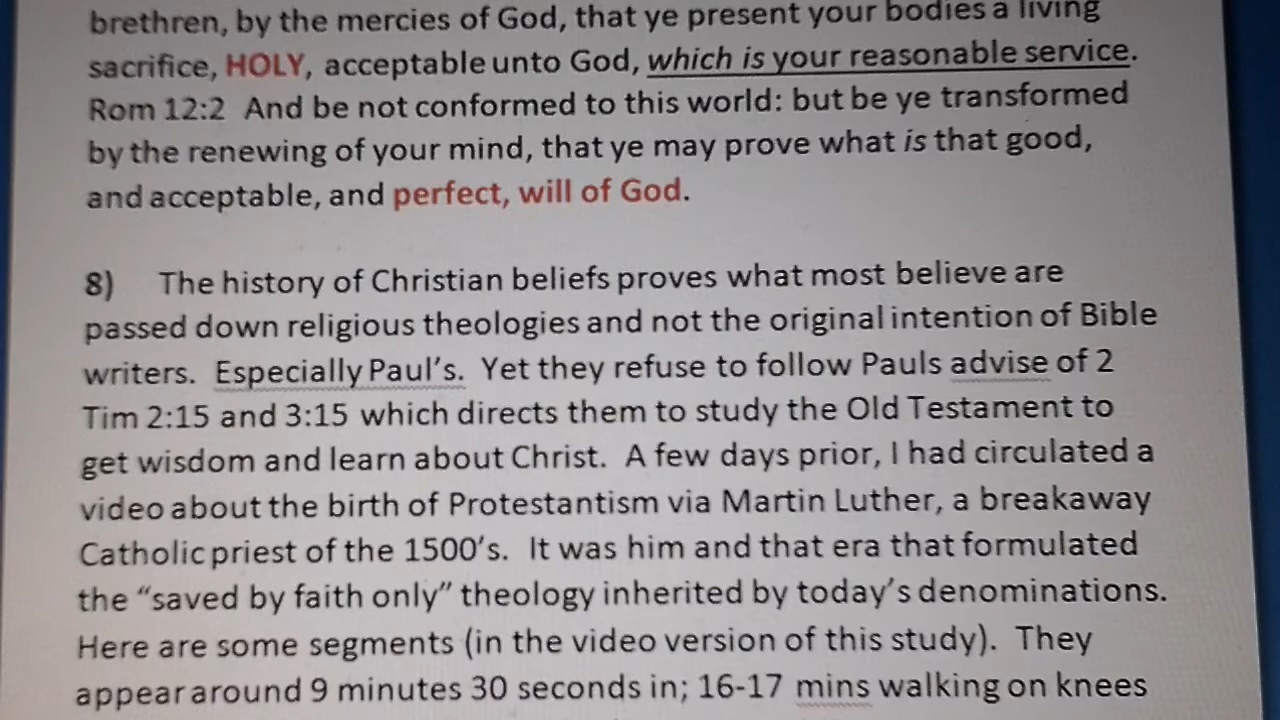 brethren, by the mercies of God, that ye present your bodies a living
sacrifice, HOLY, acceptable unto God, which is your reasonable service.
Rom 12:2 And be not conformed to this world: but be ye transformed
by the renewing of your mind, that ye may prove what is that good,
and acceptable, and perfect, will of God.
8) The history of Christian beliefs proves what most believe are
passed down religious theologies and not the original intention of Bible
writers. Especially Paul's. Yet they refuse to follow Pauls advise of 2
Tim 2:15 and 3:15 which directs them to study the Old Testament to
get wisdom and learn about Christ. A few days prior, I had circulated a
video about the birth of Protestantism via Martin Luther, a breakaway
Catholic priest of the 1500's. It was him and that era that formulated
the “saved by faith only” theology inherited by today's denominations.
Here are some segments (in the video version of this study). They
appear around 9 minutes 30 seconds in; 16-17 mins walking on knees